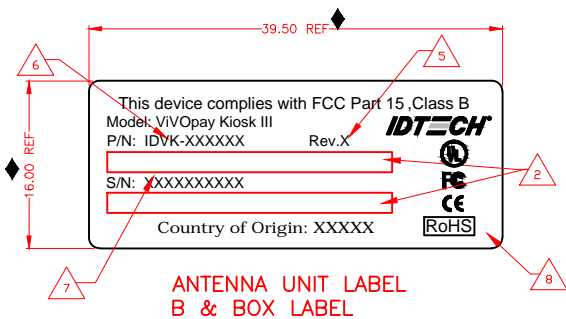 39.50 REF
6
5
This device complies with FCC Part 15 ,Class B
Model: ViVOpay Kiosk III
IDTECH
P/N: IDVK-XXXXXX Rev.X
UL
16.00 REF
2
S/N: XXXXXXXXXX
FC
CE
Country of Origin: XXXXX
RoHS
7
8
ANTENNA UNIT LABEL
B & BOX LABEL